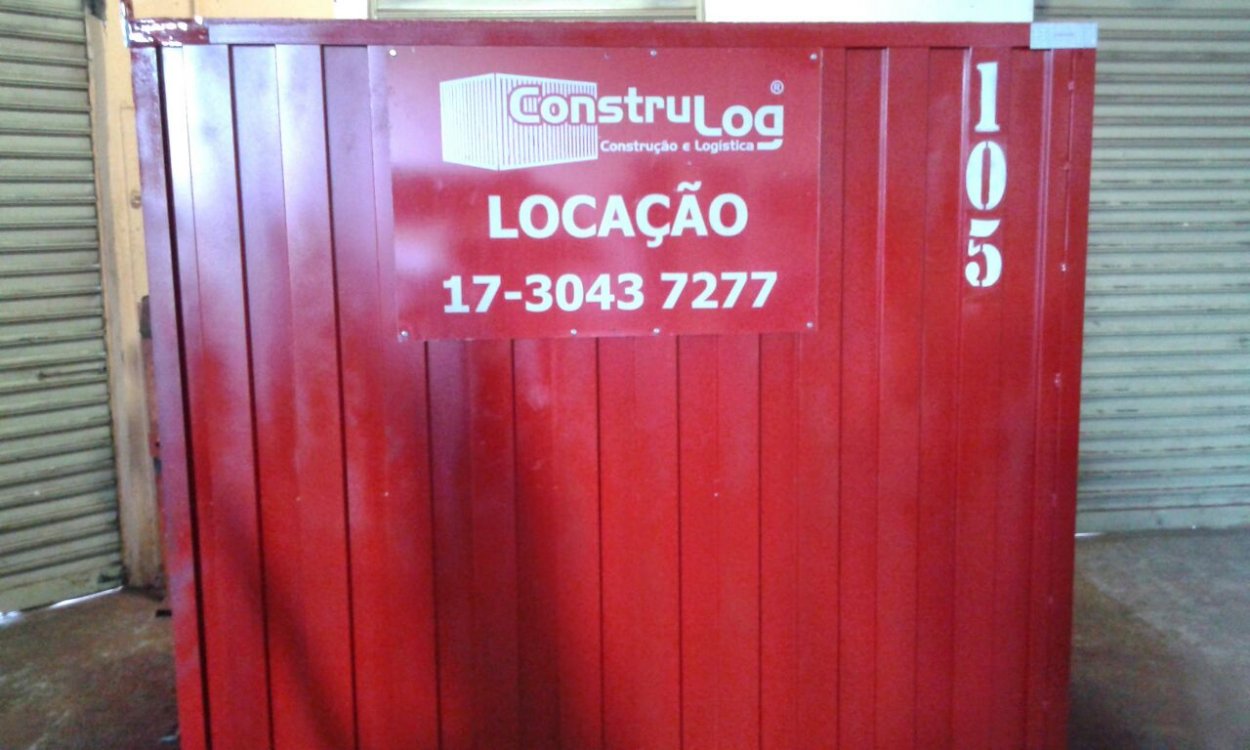 ConstruLog®
Construção e Logística
LOCAÇÃO
17-3043 7277
105